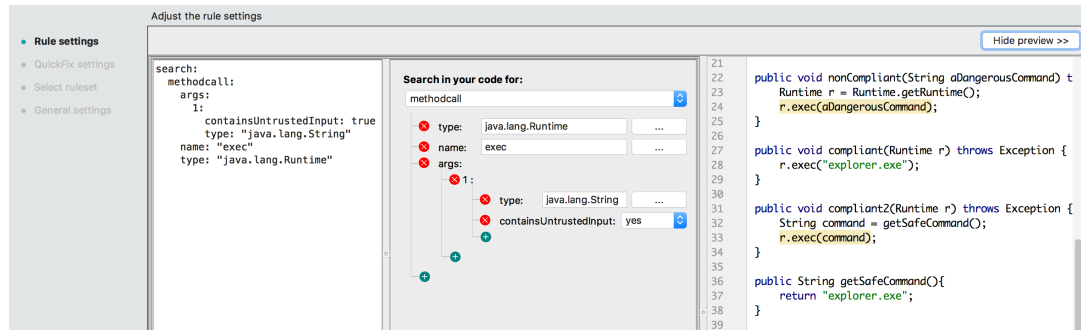 Adjust the rule settings
Rule settings
QuickFix settings
Select ruleset
General settings
Hide preview >>
search:
methodcall:
args:
1:
containsUntrustedInput: true
type: "java.lang.String"
name: "exec"
type: "java.lang.Runtime"
Search in your code for:
methodcall
type: java.lang.Runtime ...
name: exec ...
args:
1 :
type: java.lang.String ...
containsUntrustedInput: yes
21
22 public void nonCompliant(String aDangerousCommand) t
23 Runtime r = Runtime.getRuntime();
24 r.exec(aDangerousCommand);
25 }
26
27 public void compliant(Runtime r) throws Exception {
28 r.exec("explorer.exe");
29 }
30
31 public void compliant2(Runtime r) throws Exception {
32 String command = getSafeCommand();
33 r.exec(command);
34 }
35
36 public String getSafeCommand(){
37 return "explorer.exe";
38 }
39